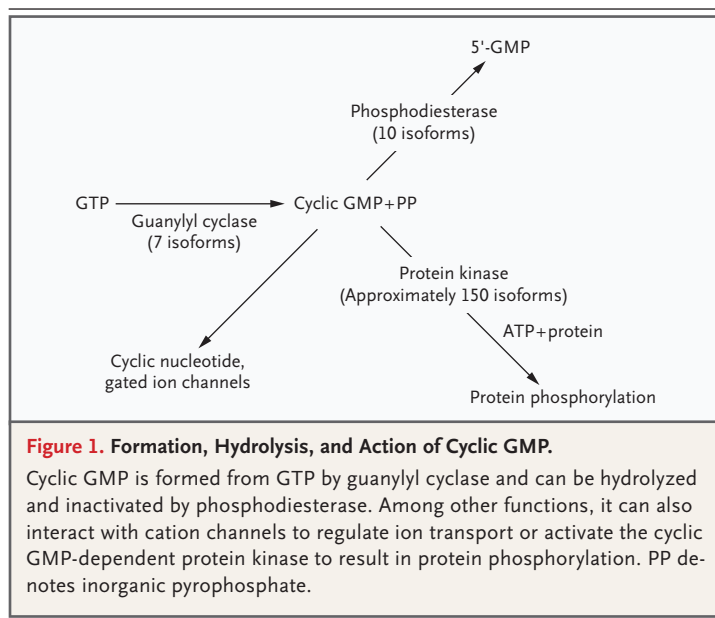 5'-GMP
Phosphodiesterase
(10 isoforms)
GTP
Cyclic GMP+PP
Guanylyl cyclase
(7 isoforms)
Protein kinase
(Approximately 150 isoforms)
ATP+protein
Cyclic nucleotide,
gated ion channels
Protein phosphorylation
Figure 1. Formation, Hydrolysis, and Action of Cyclic GMP.
Cyclic GMP is formed from GTP by guanylyl cyclase and can be hydrolyzed
and inactivated by phosphodiesterase. Among other functions, it can also
interact with cation channels to regulate ion transport or activate the cyclic
GMP-dependent protein kinase to result in protein phosphorylation. PP de-
notes inorganic pyrophosphate.